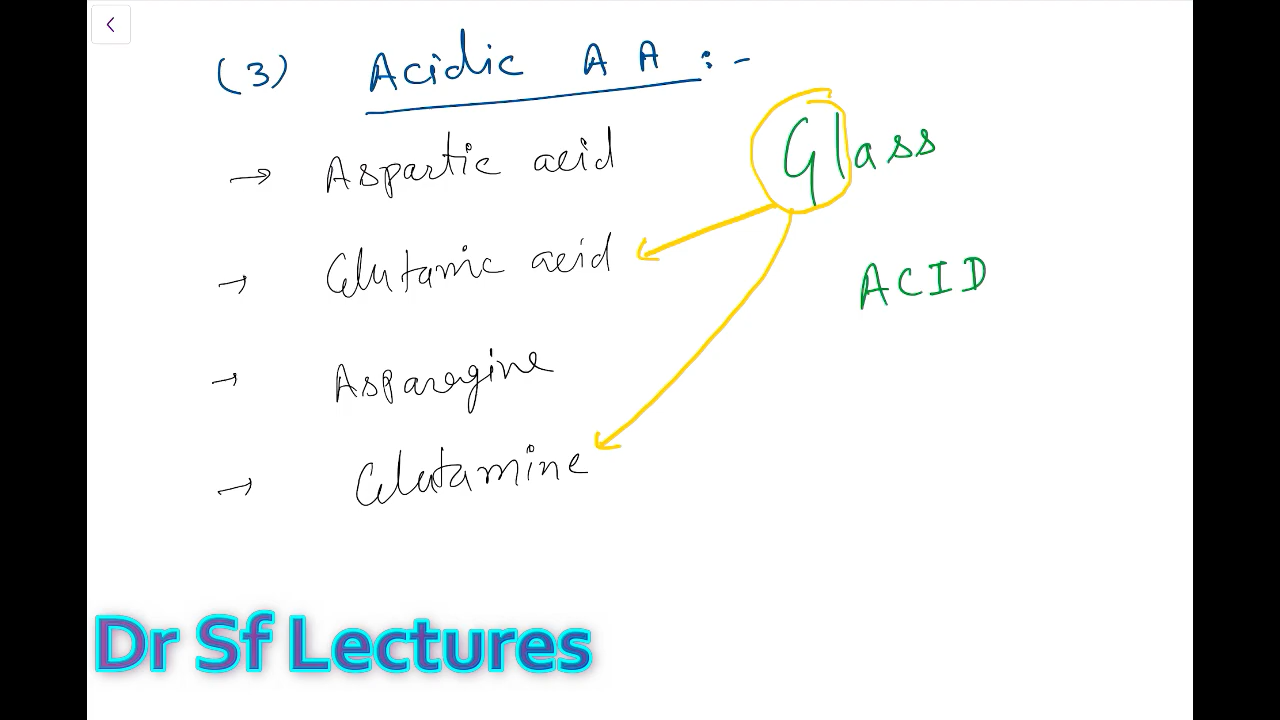 (3) Acidic A A :-
→ Aspartic acid
Glass
→ Glutamic acid
ACID
→ Asparagine
→ Glutamine
Dr Sf Lectures